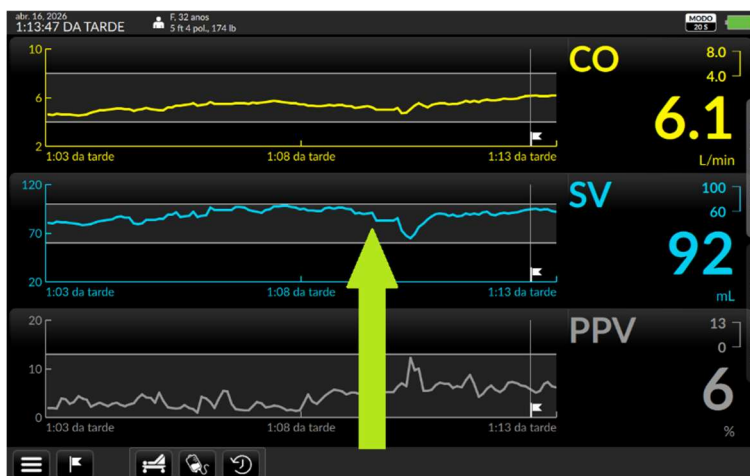 abr. 16, 2026
1:13:47 DA TARDE
F, 32 anos
5 ft 4 pol., 174 lb
MODO
20 S
10
6
2
1:03 da tarde 1:08 da tarde 1:13 da tarde
CO
8.0
4.0
6.1
L/min
120
70
20
1:03 da tarde 1:08 da tarde 1:13 da tarde
SV
100
60
92
mL
20
10
0
1:03 da tarde 1:08 da tarde 1:13 da tarde
PPV
13
0
6
%